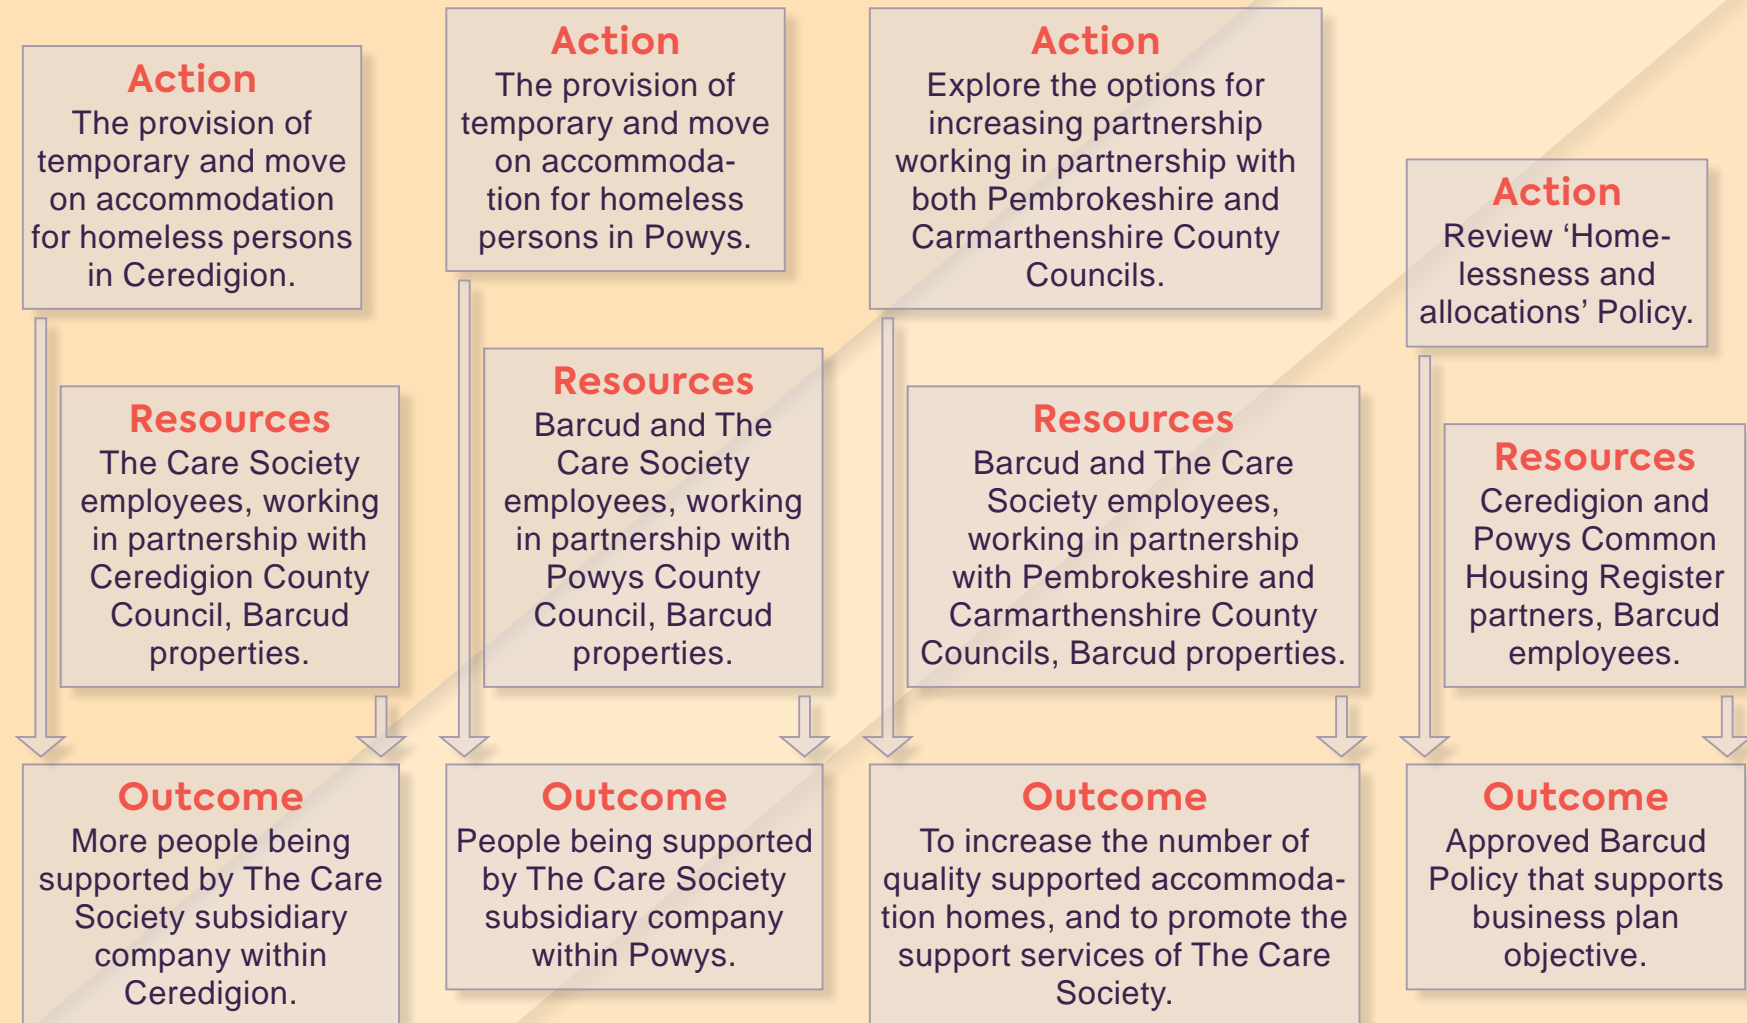 Action
The provision of
temporary and move
on accommodation
for homeless persons
in Ceredigion.
Resources
The Care Society
employees, working
in partnership with
Ceredigion County
Council, Barcud
properties.
Outcome
More people being
supported by The Care
Society subsidiary
company within
Ceredigion.
Action
The provision of
temporary and move
on accommoda-
tion for homeless
persons in Powys.
Resources
Barcud and The
Care Society
employees, working
in partnership with
Powys County
Council, Barcud
properties.
Outcome
People being supported
by The Care Society
subsidiary company
within Powys.
Action
Explore the options for
increasing partnership
working in partnership with
both Pembrokeshire and
Carmarthenshire County
Councils.
Resources
Barcud and The Care
Society employees,
working in partnership
with Pembrokeshire and
Carmarthenshire County
Councils, Barcud properties.
Outcome
To increase the number of
quality supported accommoda-
tion homes, and to promote the
support services of The Care
Society.
Action
Review ‘Home-
lessness and
allocations’ Policy.
Resources
Ceredigion and
Powys Common
Housing Register
partners, Barcud
employees.
Outcome
Approved Barcud
Policy that supports
business plan
objective.